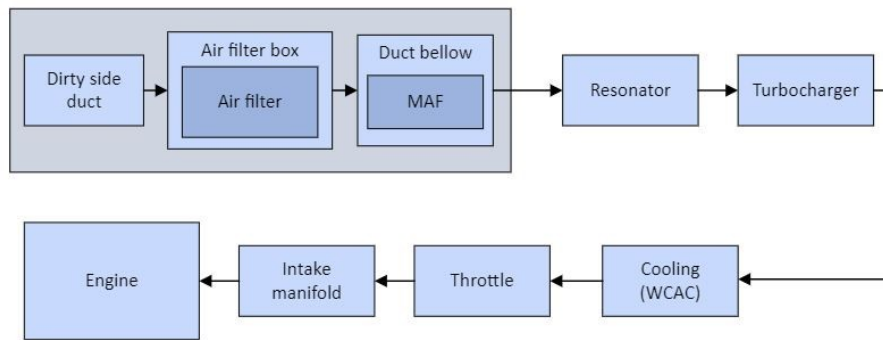 Dirty side
duct
Air filter box
Air filter
Duct bellow
MAF
Resonator
Turbocharger
Engine
Intake
manifold
Throttle
Cooling
(WCAC)